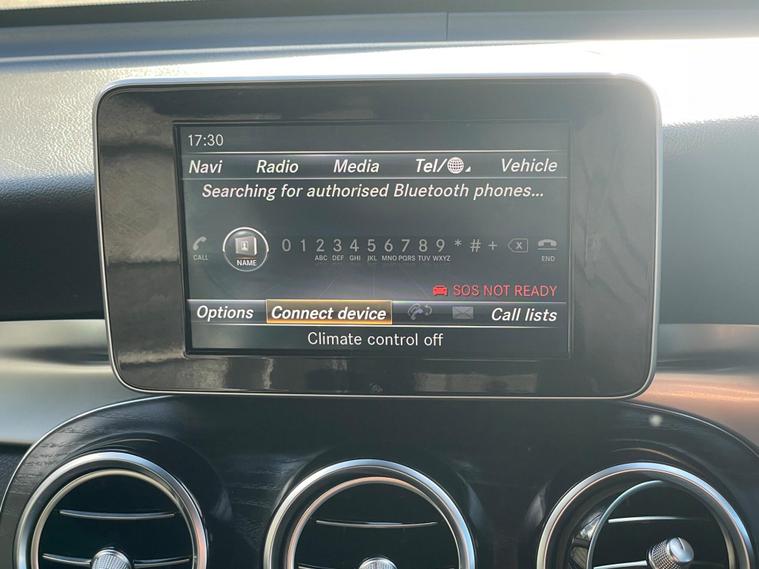 17:30
Navi Radio Media Tel/ Vehicle
Searching for authorised Bluetooth phones...
0 1 2 3 4 5 6 7 8 9 * # +
CALL NAME ABC DEF GHI JKL MNO PQRS TUV WXYZ END
SOS NOT READY
Options Connect device Call lists
Climate control off